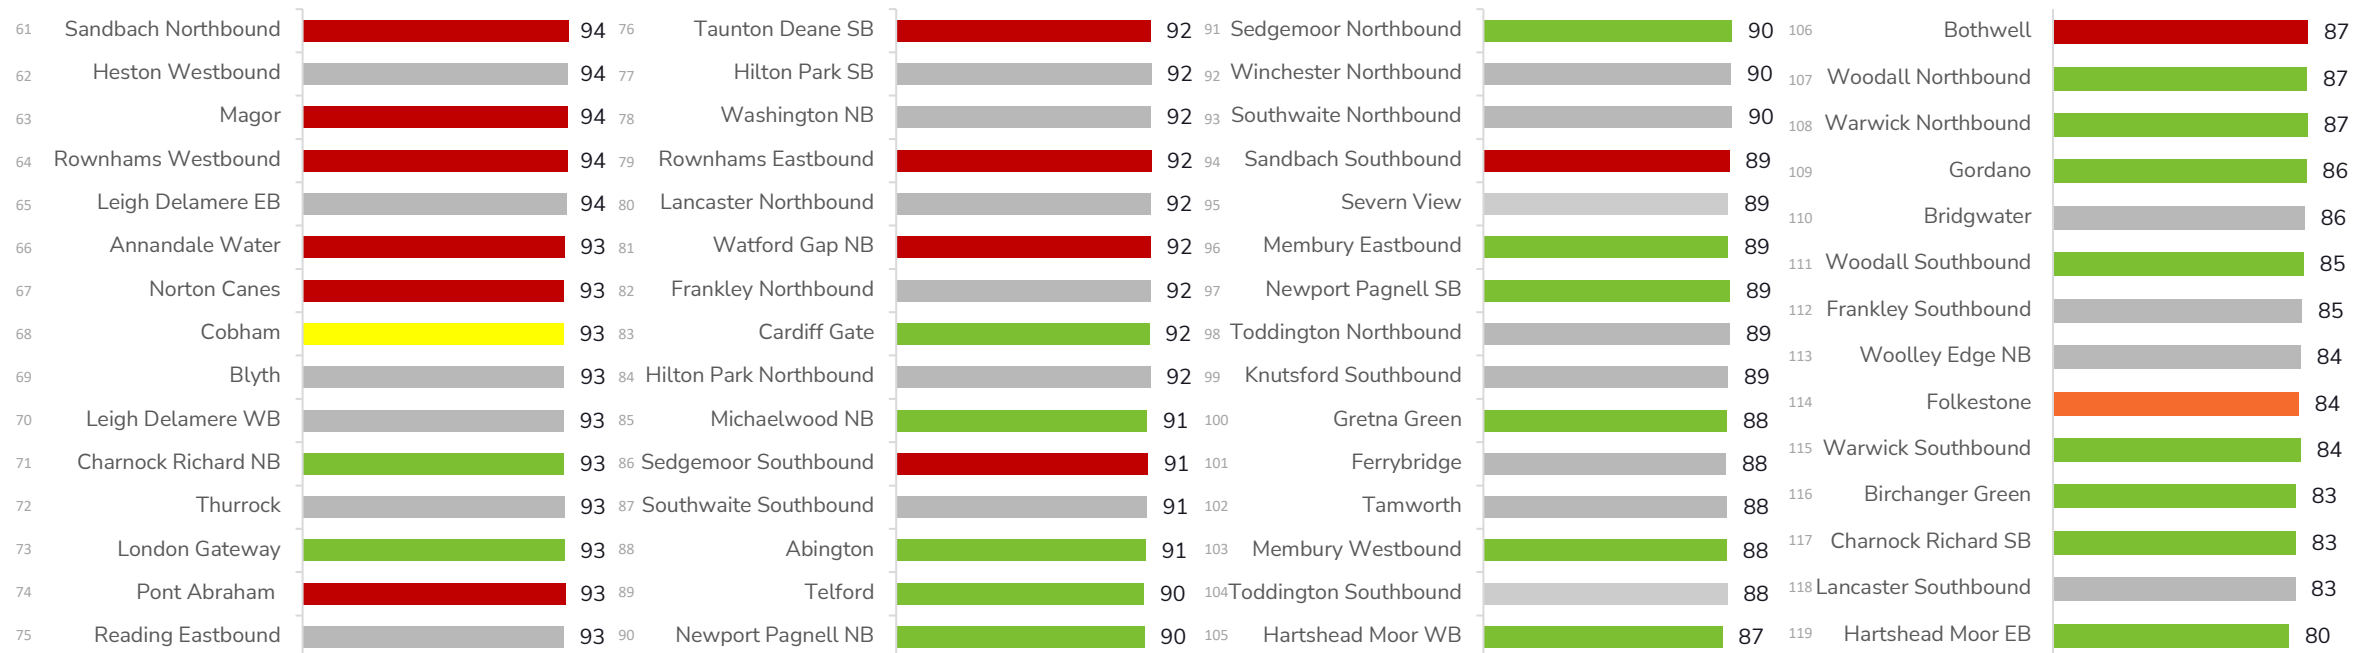 61 Sandbach Northbound 94
62 Heston Westbound 94
63 Magor 94
64 Rownhams Westbound 94
65 Leigh Delamere EB 94
66 Annandale Water 93
67 Norton Canes 93
68 Cobham 93
69 Blyth 93
70 Leigh Delamere WB 93
71 Charnock Richard NB 93
72 Thurrock 93
73 London Gateway 93
74 Pont Abraham 93
75 Reading Eastbound 93
76 Taunton Deane SB 92
77 Hilton Park SB 92
78 Washington NB 92
79 Rownhams Eastbound 92
80 Lancaster Northbound 92
81 Watford Gap NB 92
82 Frankley Northbound 92
83 Cardiff Gate 92
84 Hilton Park Northbound 92
85 Michaelwood NB 91
86 Sedgemoor Southbound 91
87 Southwaite Southbound 91
88 Abington 91
89 Telford 90
90 Newport Pagnell NB 90
91 Sedgemoor Northbound 90
92 Winchester Northbound 90
93 Southwaite Northbound 90
94 Sandbach Southbound 89
95 Severn View 89
96 Membury Eastbound 89
97 Newport Pagnell SB 89
98 Toddington Northbound 89
99 Knutsford Southbound 89
100 Gretna Green 88
101 Ferrybridge 88
102 Tamworth 88
103 Membury Westbound 88
104 Toddington Southbound 88
105 Hartshead Moor WB 87
106 Bothwell 87
107 Woodall Northbound 87
108 Warwick Northbound 87
109 Gordano 86
110 Bridgwater 86
111 Woodall Southbound 85
112 Frankley Southbound 85
113 Woolley Edge NB 84
114 Folkestone 84
115 Warwick Southbound 84
116 Birchanger Green 83
117 Charnock Richard SB 83
118 Lancaster Southbound 83
119 Hartshead Moor EB 80